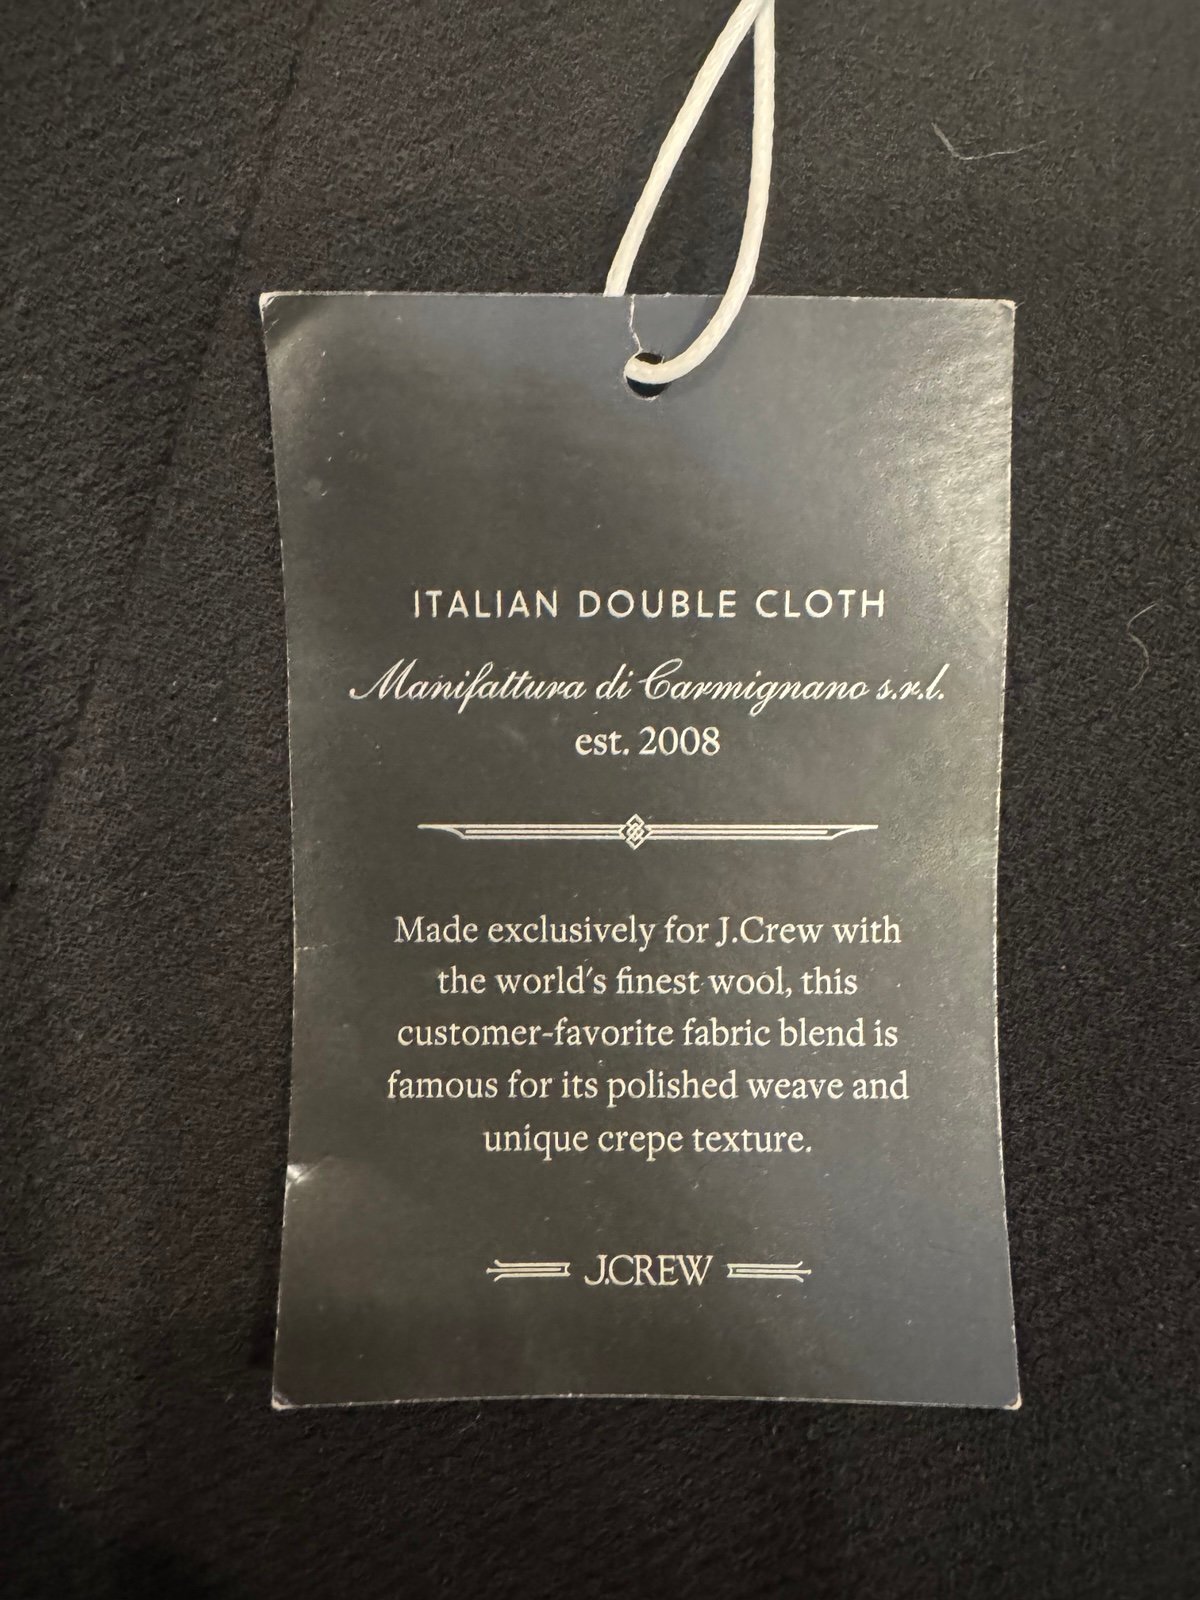 ITALIAN DOUBLE CLOTH
Manifattura di Carmignano s.r.l.
est. 2008
Made exclusively for J.Crew with
the world's finest wool, this
customer-favorite fabric blend is
famous for its polished weave and
unique crepe texture.
J.CREW